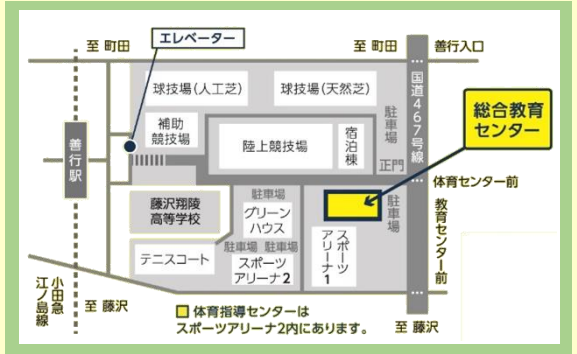 至 町田
エレベーター
至 町田
善行入口
球技場(人工芝)
球技場(天然芝)
国道467号線
駐車場
総合教育
センター
補助
競技場
陸上競技場
宿泊棟
正門
善行駅
体育センター前
藤沢翔陵
高等学校
駐車場
グリーン
ハウス
駐車場
教育センター前
テニスコート
駐車場
駐車場
スポーツ
アリーナ2
スポーツ
アリーナ1
小田急
江ノ島線
至 藤沢
体育指導センターは
スポーツアリーナ2内にあります。
至 藤沢